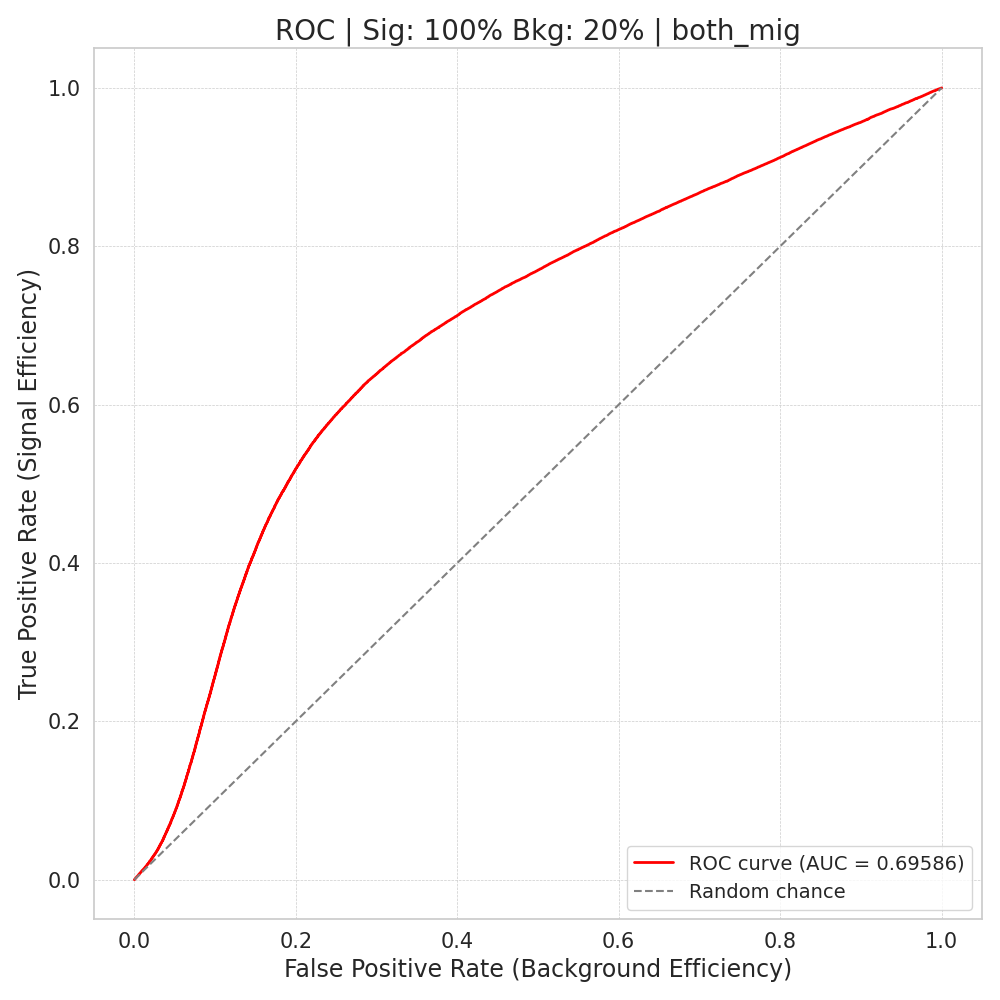 ROC | Sig: 100% Bkg: 20% | both_mig
True Positive Rate (Signal Efficiency)
1.0
0.8
0.6
0.4
0.2
0.0
ROC curve (AUC = 0.69586)
Random chance
0.0 0.2 0.4 0.6 0.8 1.0
False Positive Rate (Background Efficiency)